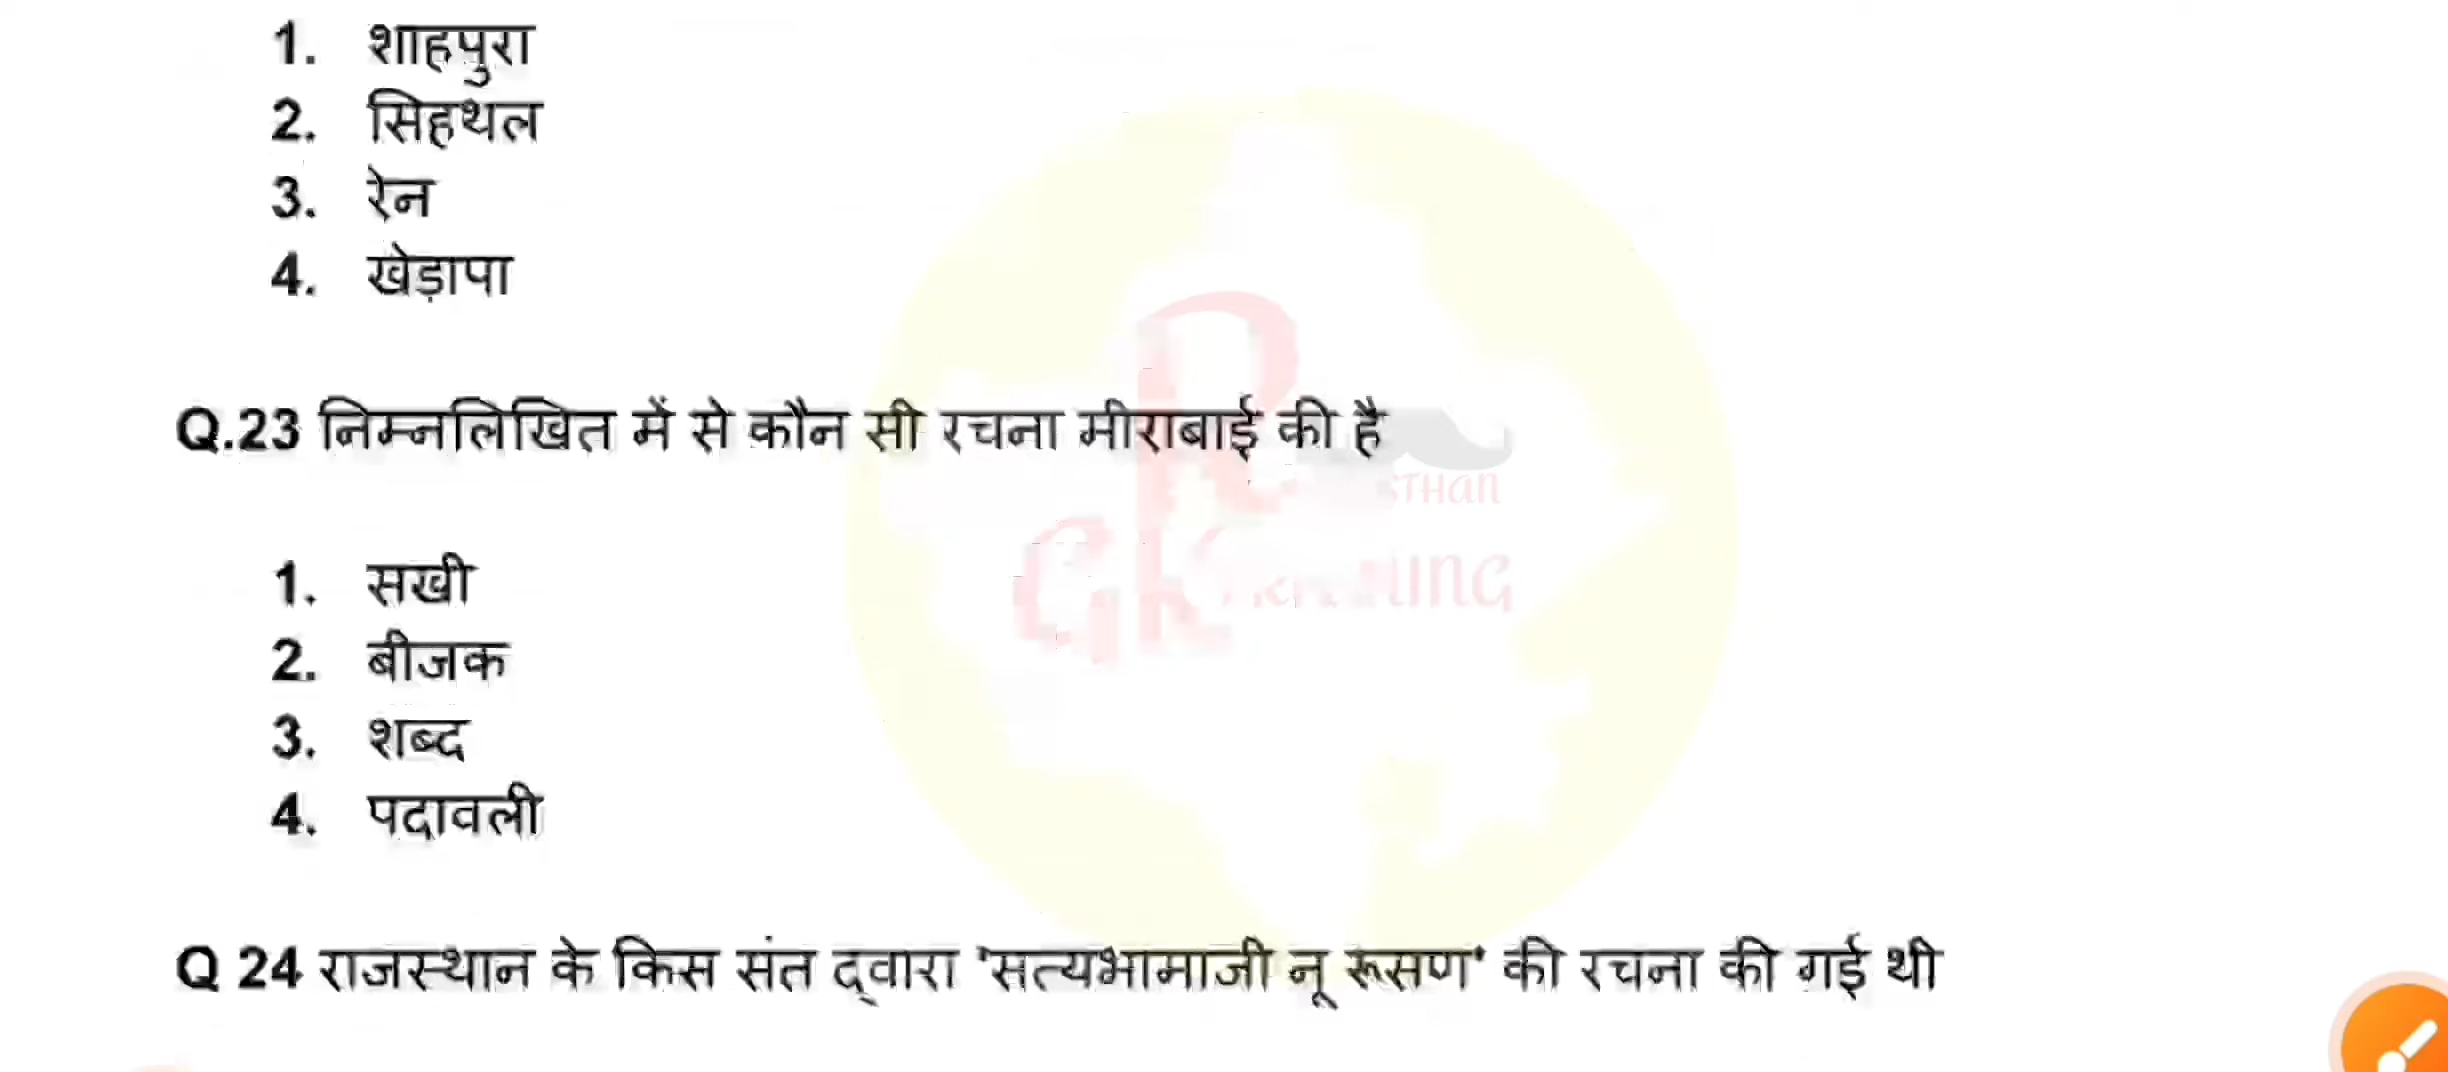 1. शाहपुरा
2. सिहथल
3. रेन
4. खेड़ापा
Q.23 निम्नलिखित में से कौन सी रचना मीराबाई की है
1. सखी
2. बीजक
3. शब्द
4. पदावली
Q 24 राजस्थान के किस संत द्वारा 'सत्यभामाजी नू रूसण' की रचना की गई थी